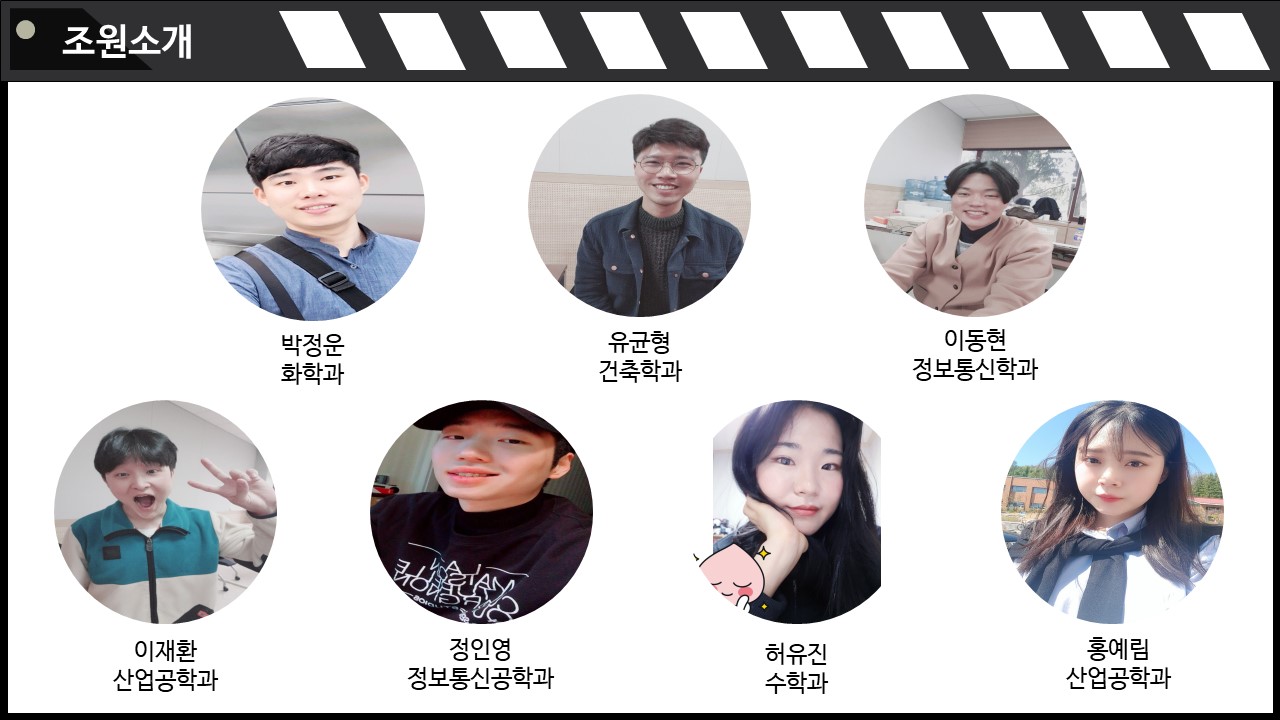 조원소개
박정운
화학과
유균형
건축학과
이동현
정보통신학과
이재환
산업공학과
정인영
정보통신공학과
허유진
수학과
홍예림
산업공학과